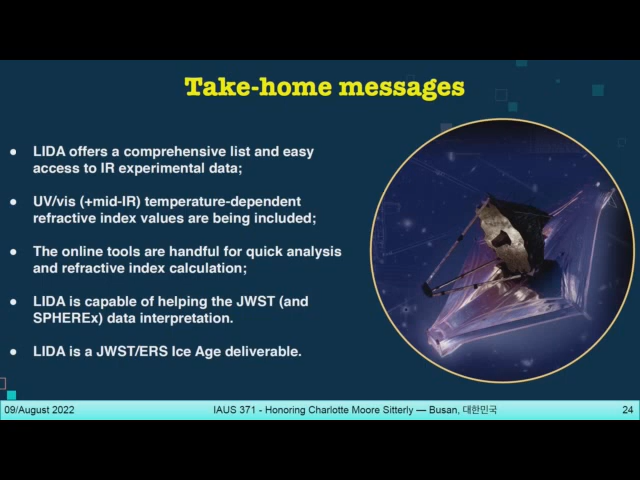 Take-home messages
● LIDA offers a comprehensive list and easy
access to IR experimental data;
● UV/vis (+mid-IR) temperature-dependent
refractive index values are being included;
● The online tools are handful for quick analysis
and refractive index calculation;
● LIDA is capable of helping the JWST (and
SPHEREx) data interpretation.
● LIDA is a JWST/ERS Ice Age deliverable.
09/August 2022 IAUS 371 - Honoring Charlotte Moore Sitterly — Busan, 대한민국 24